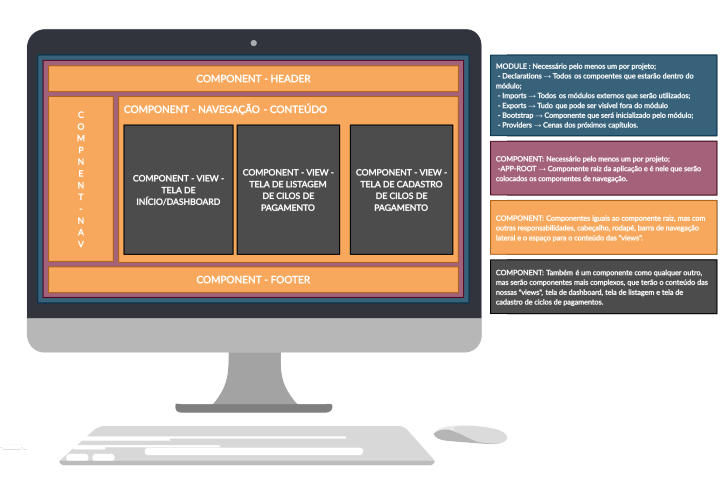 COMPONENT - HEADER
C
O
M
P
N
E
N
T
-
N
A
V
COMPONENT - NAVEGAÇÃO - CONTEÚDO
COMPONENT - VIEW -
TELA DE
INÍCIO/DASHBOARD
COMPONENT - VIEW -
TELA DE LISTAGEM
DE CILOS DE
PAGAMENTO
COMPONENT - VIEW -
TELA DE CADASTRO
DE CILOS DE
PAGAMENTO
COMPONENT - FOOTER
MODULE : Necessário pelo menos um por projeto;
- Declarations → Todos os compoentes que estarão dentro do
módulo;
- Imports → Todos os módulos externos que serão utilizados;
- Exports → Tudo que pode ser visível fora do módulo
- Bootstrap → Componente que será inicializado pelo módulo;
- Providers → Cenas dos próximos capítulos.
COMPONENT: Necessário pelo menos um por projeto;
-APP-ROOT → Componente raiz da aplicação e é nele que serão
colocados os componentes de navegação.
COMPONENT: Componentes iguais ao componente raiz, mas com
outras responsabilidades, cabeçalho, rodapé, barra de navegação
lateral e o espaço para o conteúdo das "views".
COMPONENT: Também é um componente como qualquer outro,
mas serão componentes mais complexos, que terão o conteúdo das
nossas "views", tela de dashboard, tela de listagem e tela de
cadastro de ciclos de pagamentos.